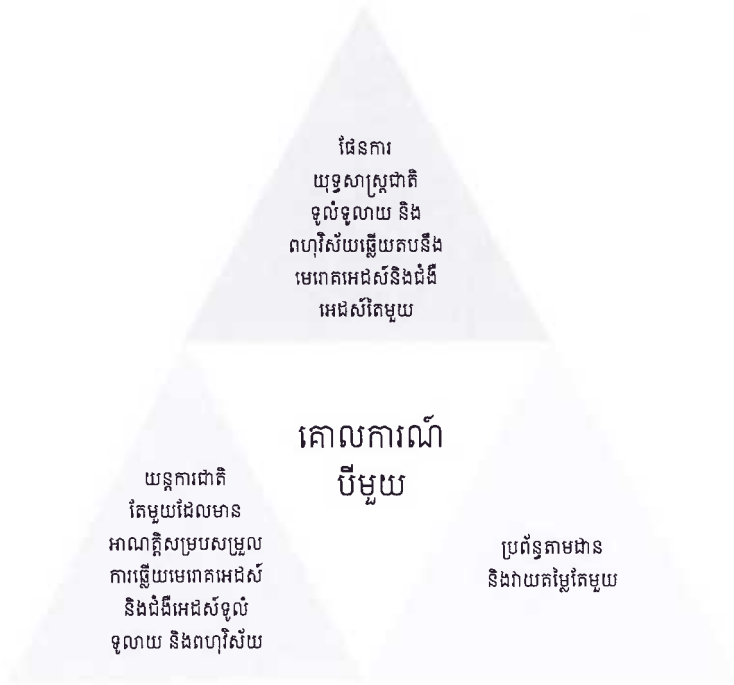 ផែនការ
យុទ្ធសាស្ត្រជាតិ
ទូលំទូលាយ និង
ពហុវិស័យឆ្លើយតបនឹង
មេរោគអេដស៍និងជំងឺ
អេដស៍តែមួយ
គោលការណ៍
បីមួយ
យន្តការជាតិ
តែមួយដែលមាន
អាណត្តិសម្របសម្រួល
ការឆ្លើយមេរោគអេដស៍
និងជំងឺអេដស៍ទូលំ
ទូលាយ និងពហុវិស័យ
ប្រព័ន្ធតាមដាន
និងវាយតម្លៃតែមួយ